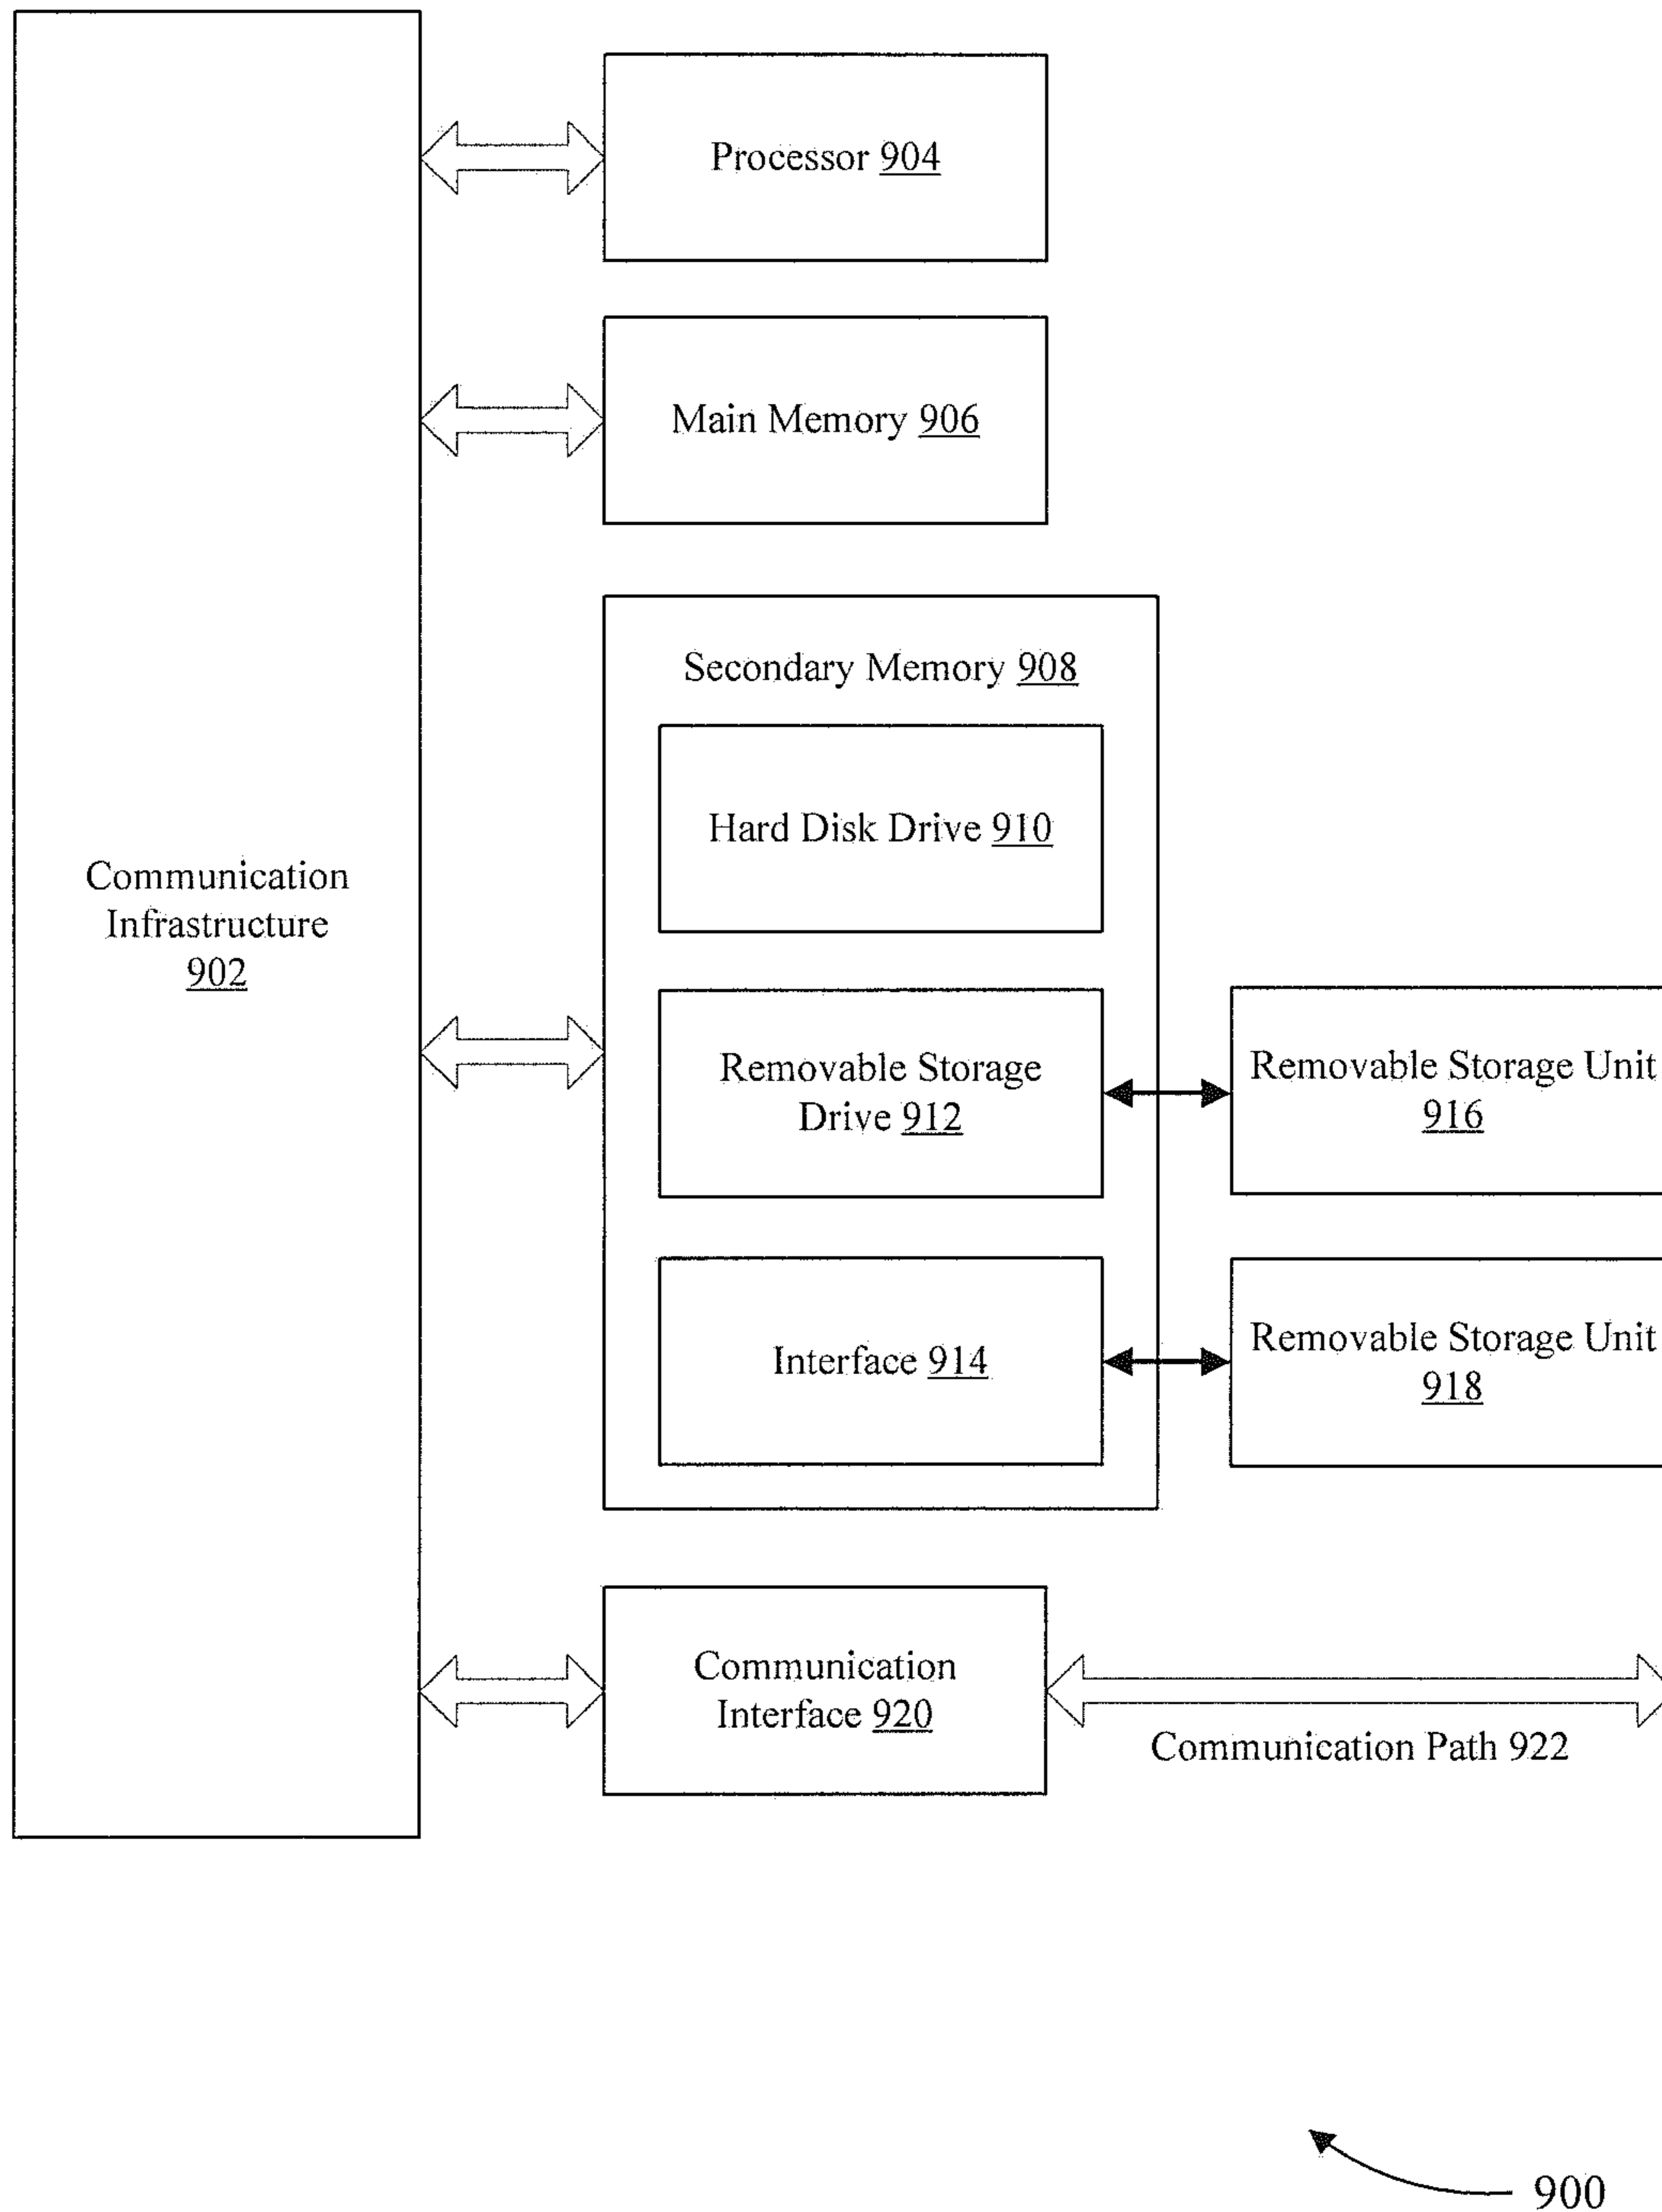 Processor 904
Main Memory 906
Secondary Memory 908
Hard Disk Drive 910
Communication
Infrastructure
902
Removable Storage
Drive 912
Removable Storage Unit
916
Interface 914
Removable Storage Unit
918
Communication
Interface 920
Communication Path 922
900